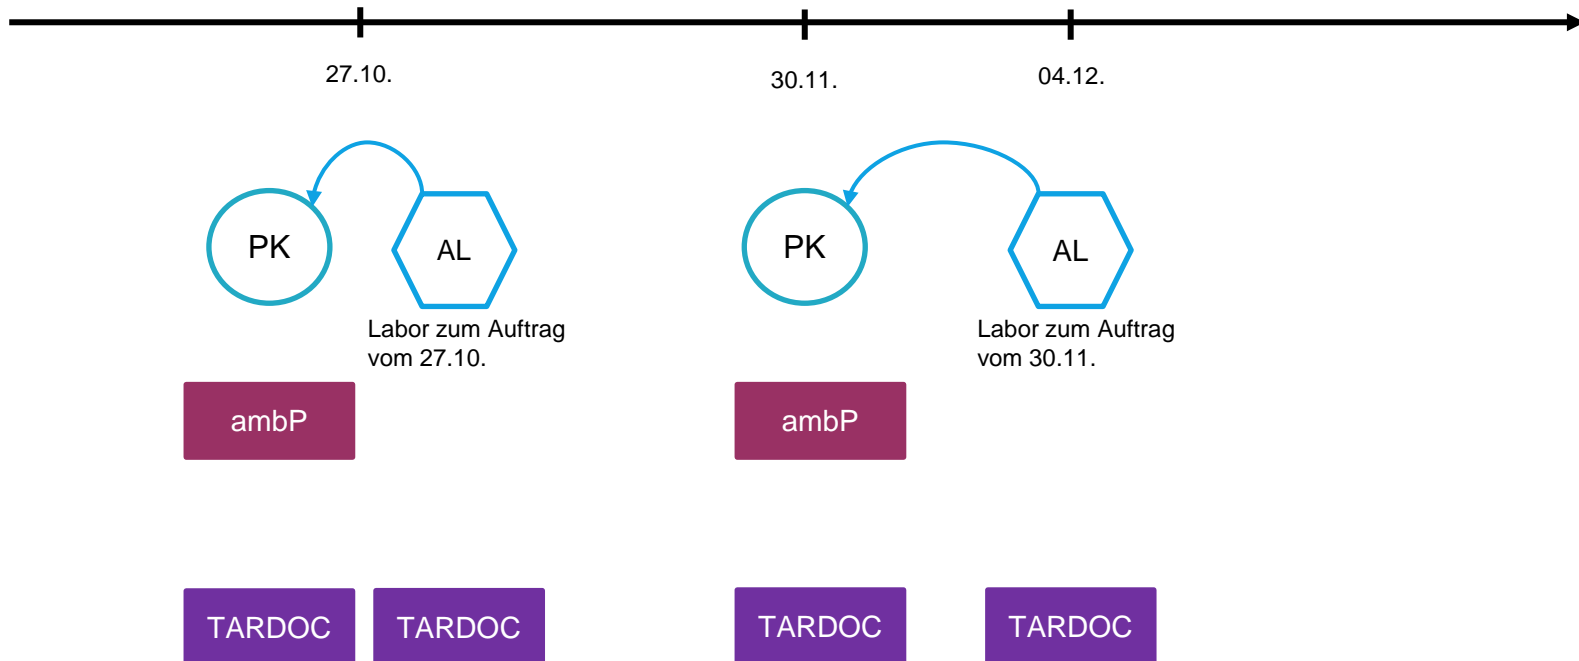 27.10.
30.11.
04.12.
PK
AL
PK
AL
Labor zum Auftrag
vom 27.10.
Labor zum Auftrag
vom 30.11.
ambP
ambP
TARDOC
TARDOC
TARDOC
TARDOC